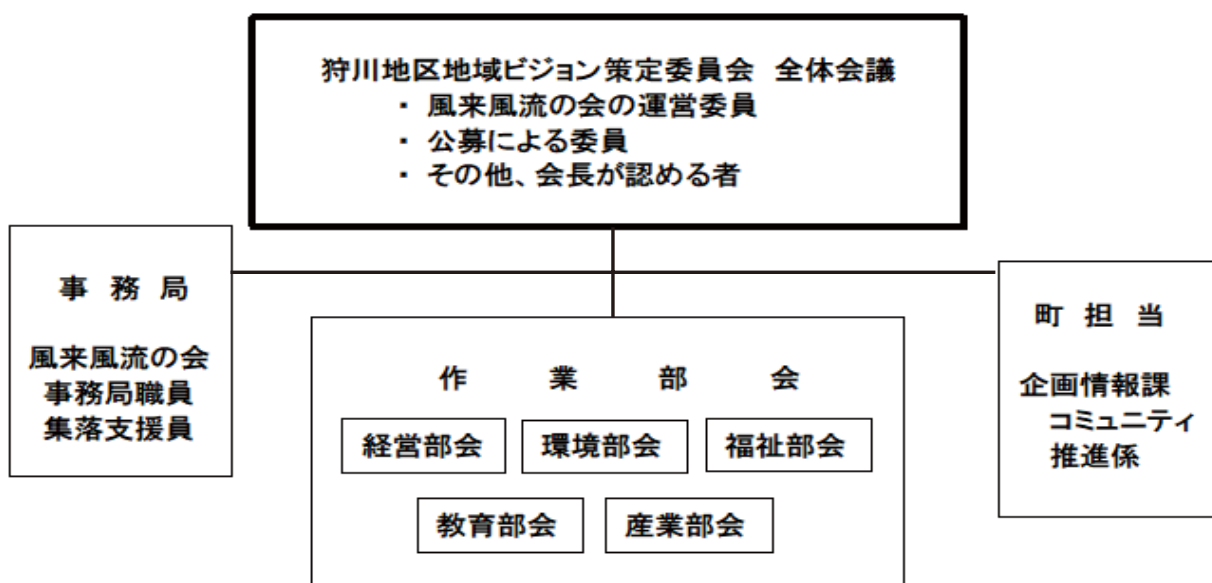 狩川地区地域ビジョン策定委員会 全体会議
・ 風来風流の会の運営委員
・ 公募による委員
・ その他、会長が認める者
事 務 局
風来風流の会
事務局職員
集落支援員
作 業 部 会
経営部会 環境部会 福祉部会
教育部会 産業部会
町 担 当
企画情報課
コミュニティ
推進係